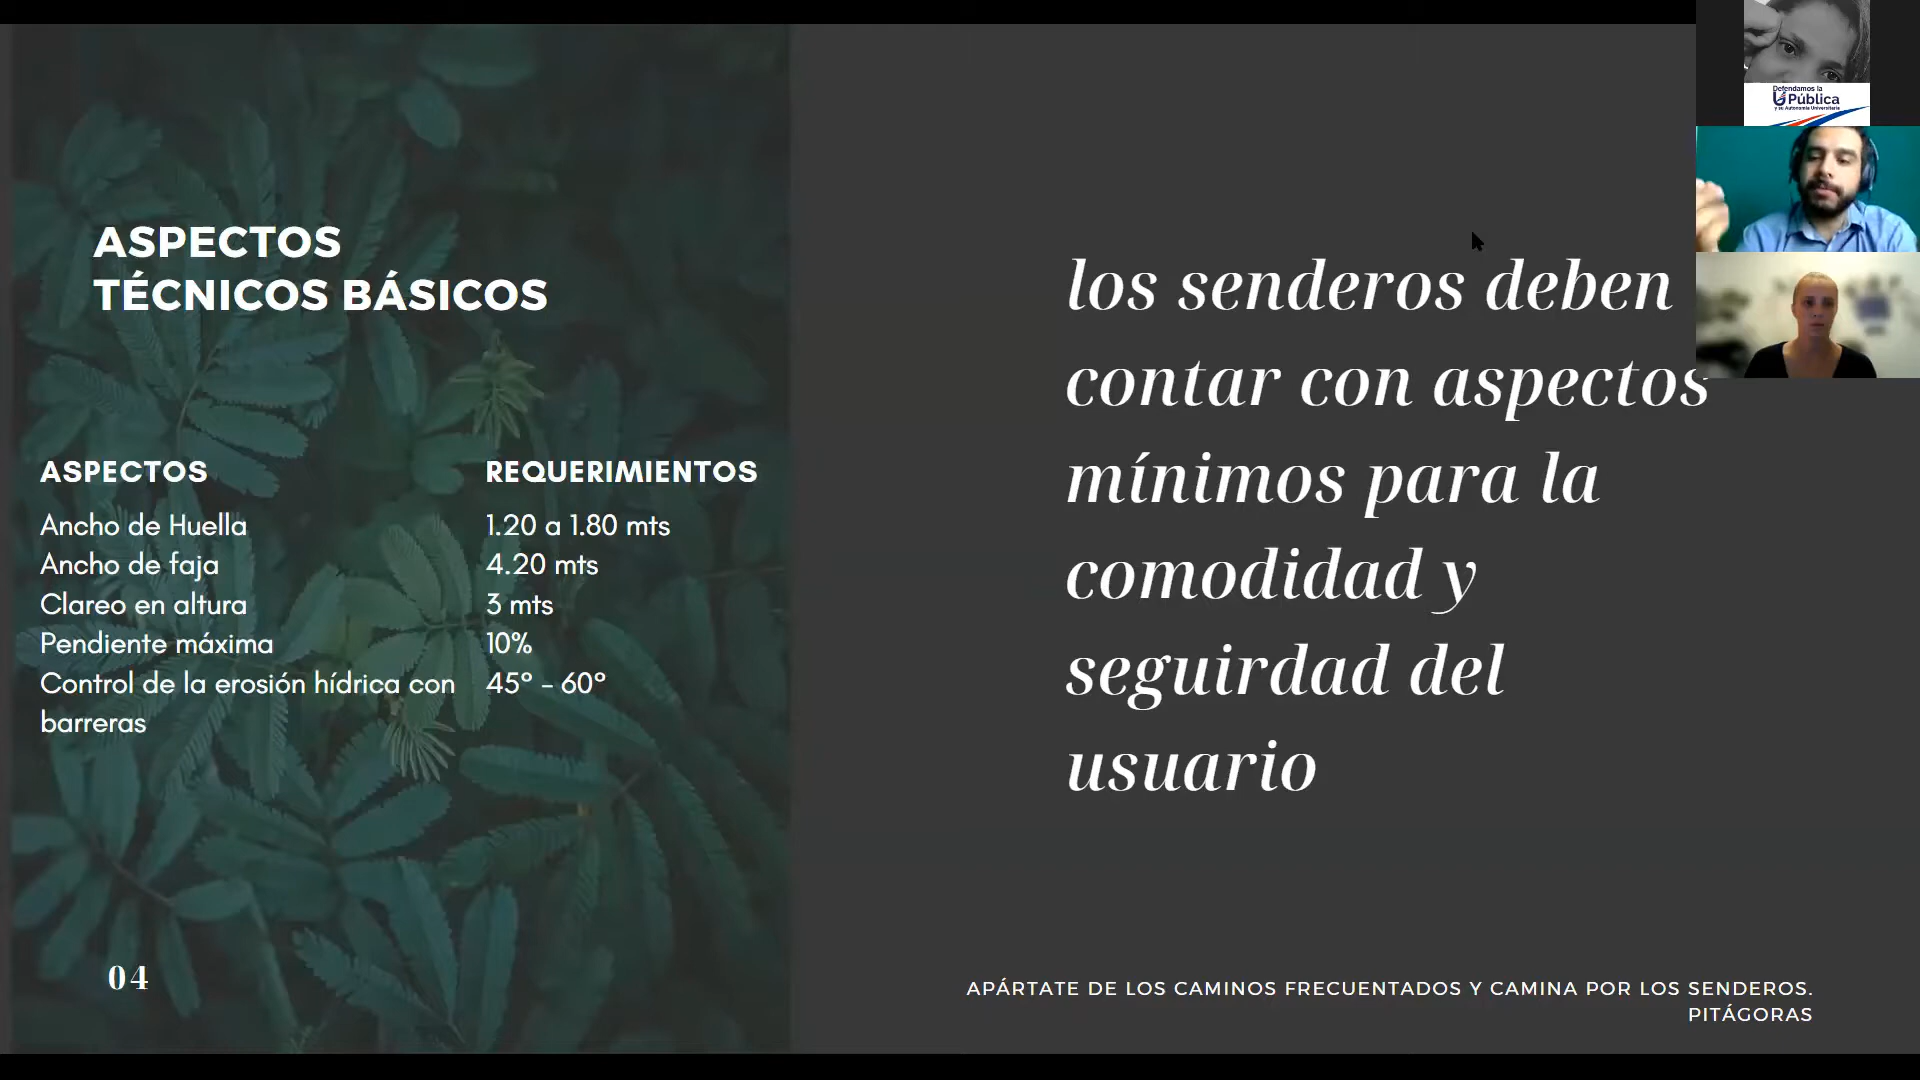 ASPECTOS
TÉCNICOS BÁSICOS
ASPECTOS REQUERIMIENTOS
Ancho de Huella 1.20 a 1.80 mts
Ancho de faja 4.20 mts
Clareo en altura 3 mts
Pendiente máxima 10%
Control de la erosión hídrica con 45° - 60°
barreras
04
los senderos deben
contar con aspectos
mínimos para la
comodidad y
seguirdad del
usuario
APÁRTATE DE LOS CAMINOS FRECUENTADOS Y CAMINA POR LOS SENDEROS.
PITÁGORAS
Defendamos la
U Pública
y su Autonomía Universitaria